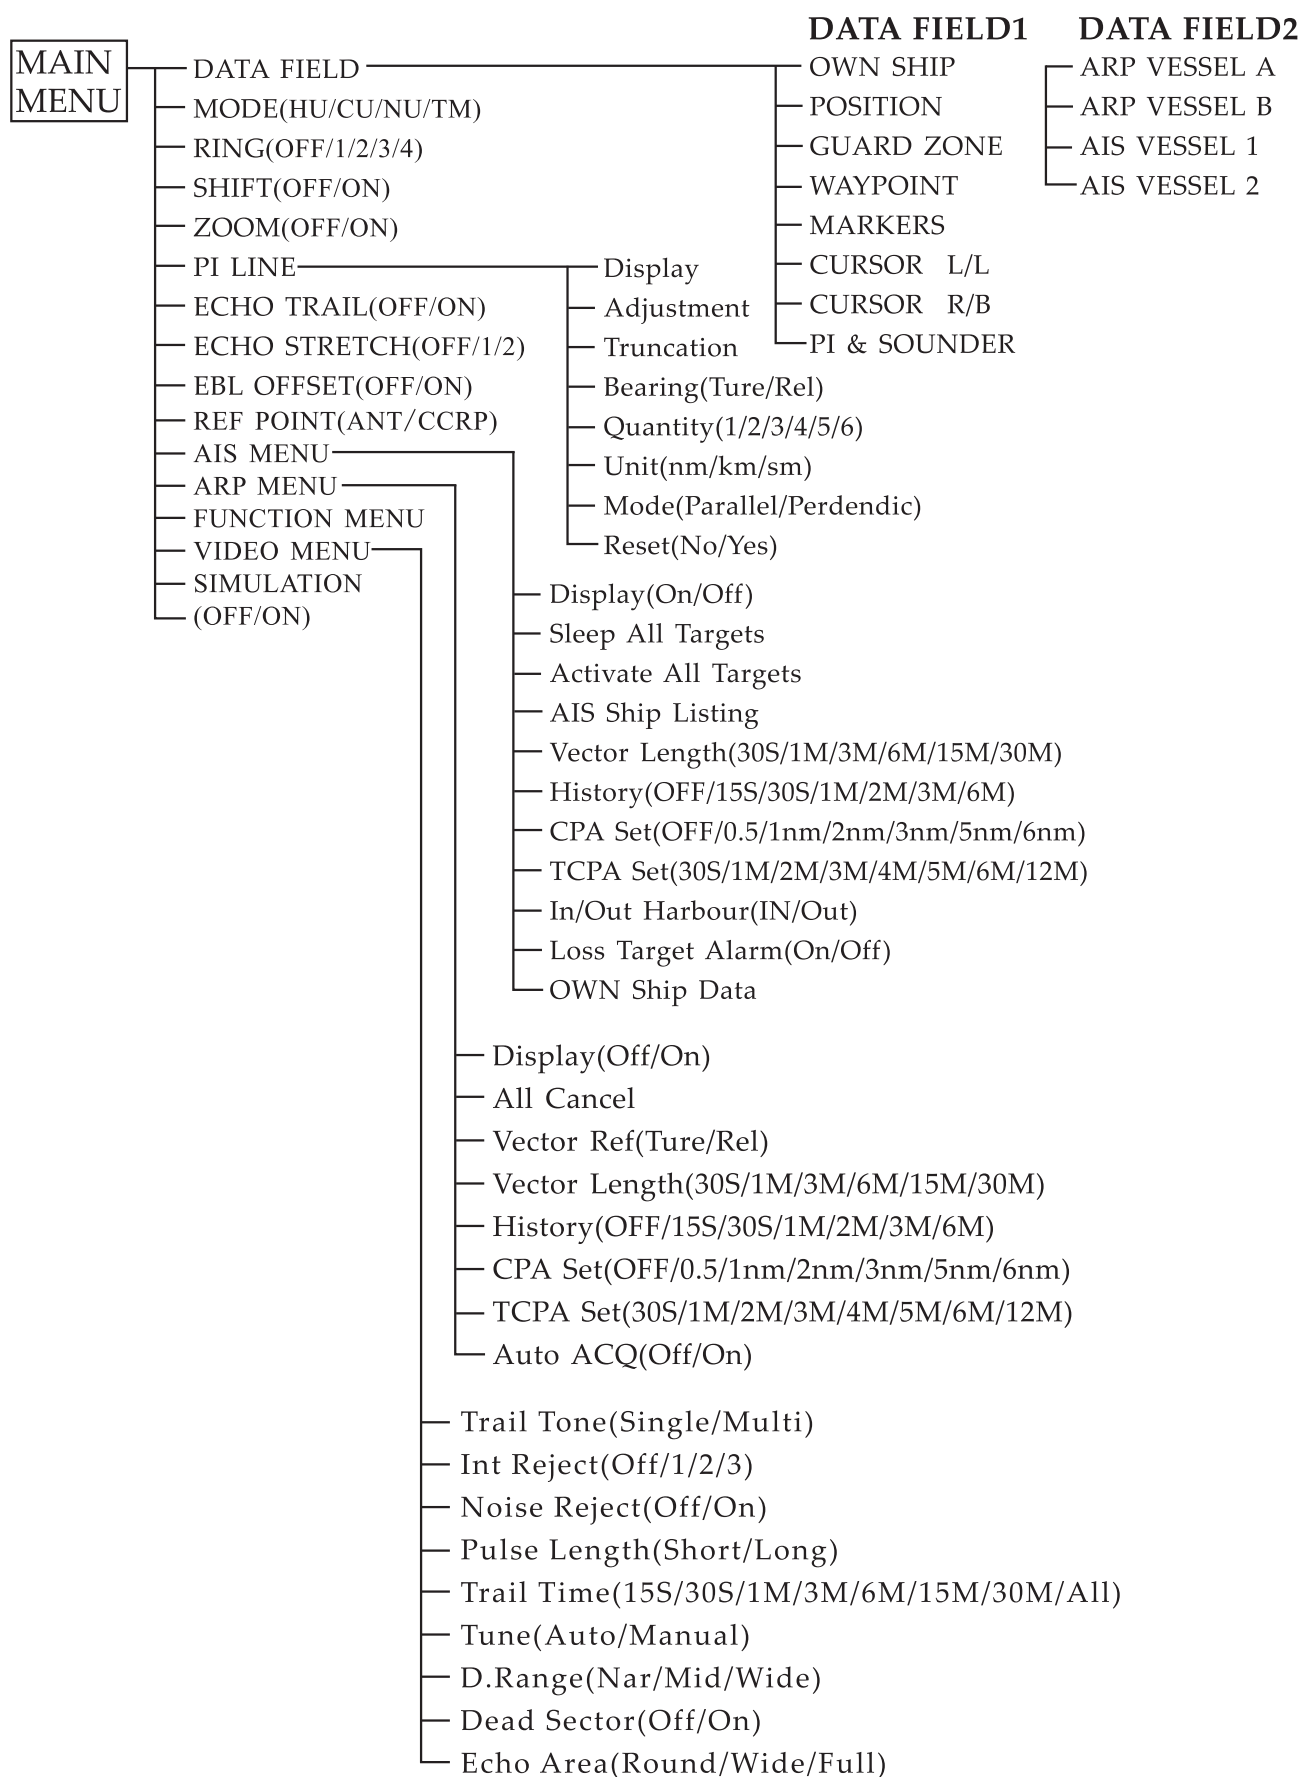 DATA FIELD1
DATA FIELD2
MAIN
MENU
DATA FIELD
MODE(HU/CU/NU/TM)
RING(OFF/1/2/3/4)
SHIFT(OFF/ON)
ZOOM(OFF/ON)
PI LINE
ECHO TRAIL(OFF/ON)
ECHO STRETCH(OFF/1/2)
EBL OFFSET(OFF/ON)
REF POINT(ANT/CCRP)
AIS MENU
ARP MENU
FUNCTION MENU
VIDEO MENU
SIMULATION
(OFF/ON)
OWN SHIP
POSITION
GUARD ZONE
WAYPOINT
MARKERS
CURSOR L/L
CURSOR R/B
PI & SOUNDER
ARP VESSEL A
ARP VESSEL B
AIS VESSEL 1
AIS VESSEL 2
Display
Adjustment
Truncation
Bearing(Ture/Rel)
Quantity(1/2/3/4/5/6)
Unit(nm/km/sm)
Mode(Parallel/Perdendic)
Reset(No/Yes)
Display(On/Off)
Sleep All Targets
Activate All Targets
AIS Ship Listing
Vector Length(30S/1M/3M/6M/15M/30M)
History(OFF/15S/30S/1M/2M/3M/6M)
CPA Set(OFF/0.5/1nm/2nm/3nm/5nm/6nm)
TCPA Set(30S/1M/2M/3M/4M/5M/6M/12M)
In/Out Harbour(IN/Out)
Loss Target Alarm(On/Off)
OWN Ship Data
Display(Off/On)
All Cancel
Vector Ref(Ture/Rel)
Vector Length(30S/1M/3M/6M/15M/30M)
History(OFF/15S/30S/1M/2M/3M/6M)
CPA Set(OFF/0.5/1nm/2nm/3nm/5nm/6nm)
TCPA Set(30S/1M/2M/3M/4M/5M/6M/12M)
Auto ACQ(Off/On)
Trail Tone(Single/Multi)
Int Reject(Off/1/2/3)
Noise Reject(Off/On)
Pulse Length(Short/Long)
Trail Time(15S/30S/1M/3M/6M/15M/30M/All)
Tune(Auto/Manual)
D.Range(Nar/Mid/Wide)
Dead Sector(Off/On)
Echo Area(Round/Wide/Full)